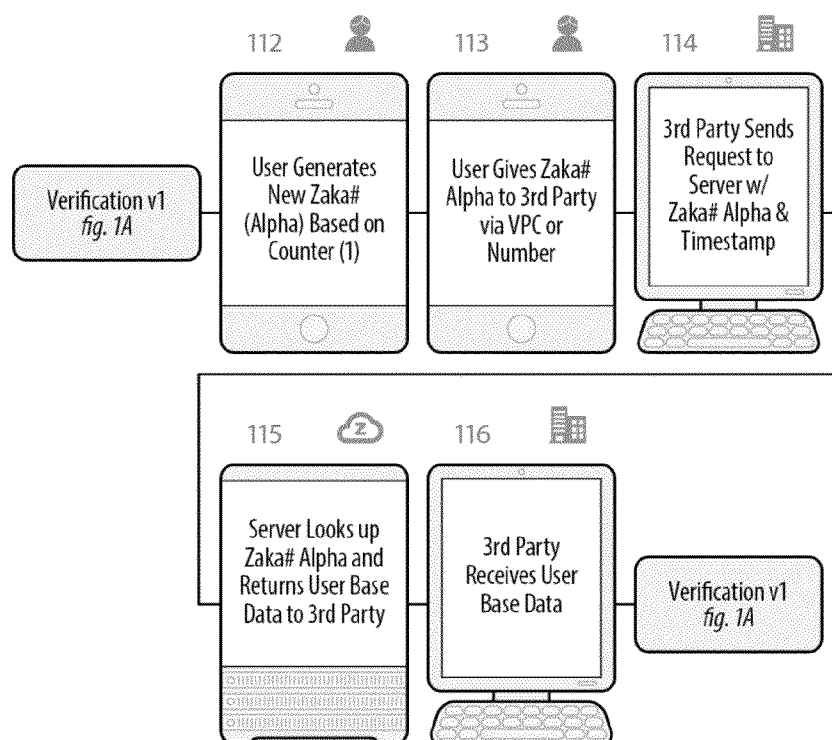 112
113
114
Verification v1
fig. 1A
User Generates
New Zaka#
(Alpha) Based on
Counter (1)
User Gives Zaka#
Alpha to 3rd Party
via VPC or
Number
3rd Party Sends
Request to
Server w/
Zaka# Alpha &
Timestamp
115
Z
116
Server Looks up
Zaka# Alpha and
Returns User Base
Data to 3rd Party
3rd Party
Receives User
Base Data
Verification v1
fig. 1A